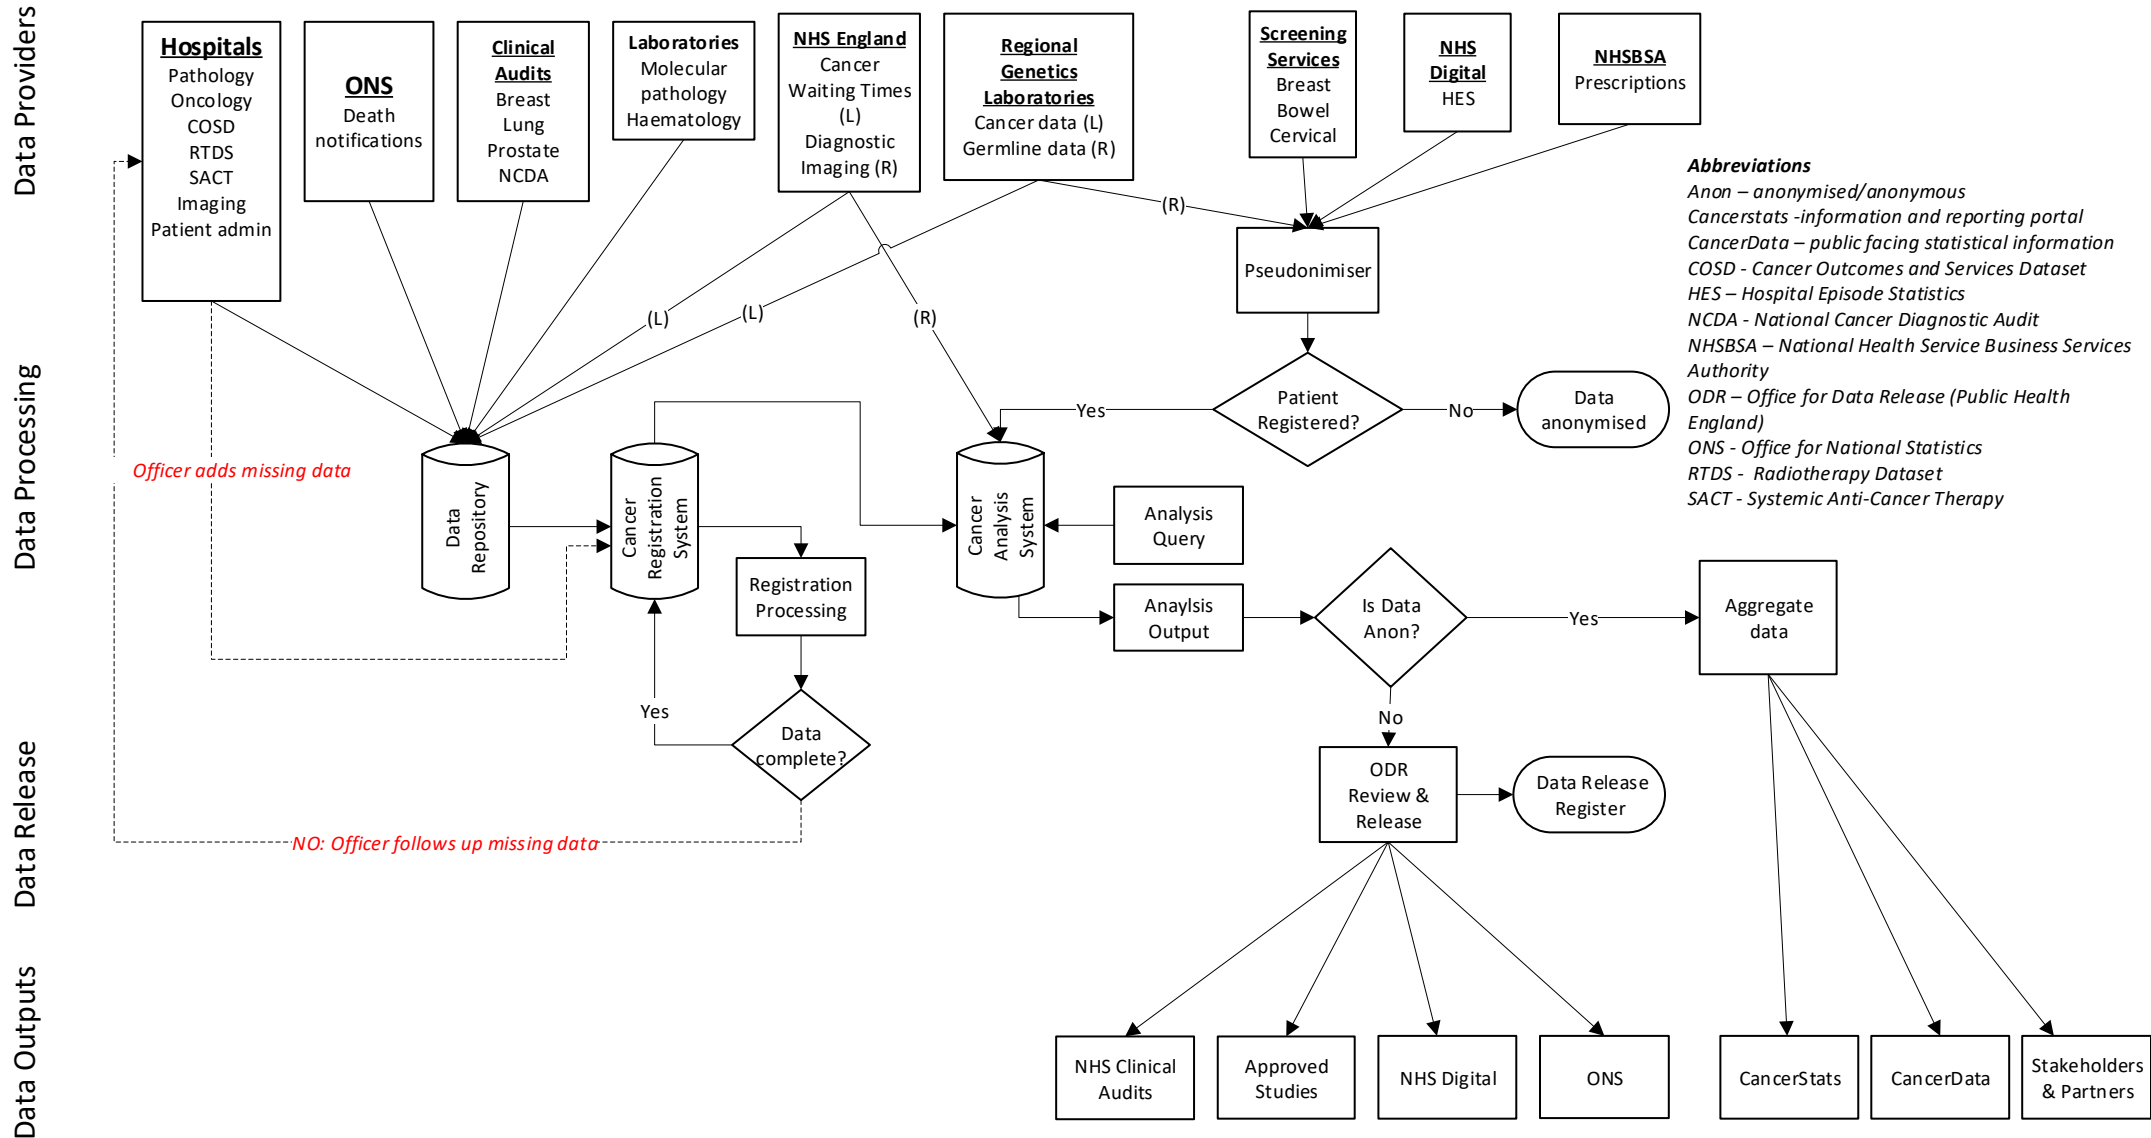 Data Providers
Hospitals
Pathology
Oncology
COSD
RTDS
SACT
Imaging
Patient admin
ONS
Death
notifications
Clinical
Audits
Breast
Lung
Prostate
NCDA
Laboratories
Molecular
pathology
Haematology
NHS England
Cancer
Waiting Times
(L)
Diagnostic
Imaging (R)
Regional
Genetics
Laboratories
Cancer data (L)
Germline data (R)
Screening
Services
Breast
Bowel
Cervical
NHS
Digital
HES
NHSBSA
Prescriptions
Abbreviations
Anon – anonymised/anonymous
Cancerstats -information and reporting portal
CancerData – public facing statistical information
COSD - Cancer Outcomes and Services Dataset
HES – Hospital Episode Statistics
NCDA - National Cancer Diagnostic Audit
NHSBSA – National Health Service Business Services
Authority
ODR – Office for Data Release (Public Health
England)
ONS - Office for National Statistics
RTDS -  Radiotherapy Dataset
SACT - Systemic Anti-Cancer Therapy
(R)
(L)
(L)
(R)
Pseudonimiser
Data Processing
Patient
Registered?
Yes
No
Data
anonymised
Officer adds missing data
Data
Repository
Cancer
Registration
System
Cancer
Analysis
System
Analysis
Query
Registration
Processing
Anaylsis
Output
Is Data
Anon?
Yes
Aggregate
data
Yes
No
Data
complete?
Data Release
ODR
Review &
Release
Data Release
Register
NO: Officer follows up missing data
Data Outputs
NHS Clinical
Audits
Approved
Studies
NHS Digital
ONS
CancerStats
CancerData
Stakeholders
& Partners